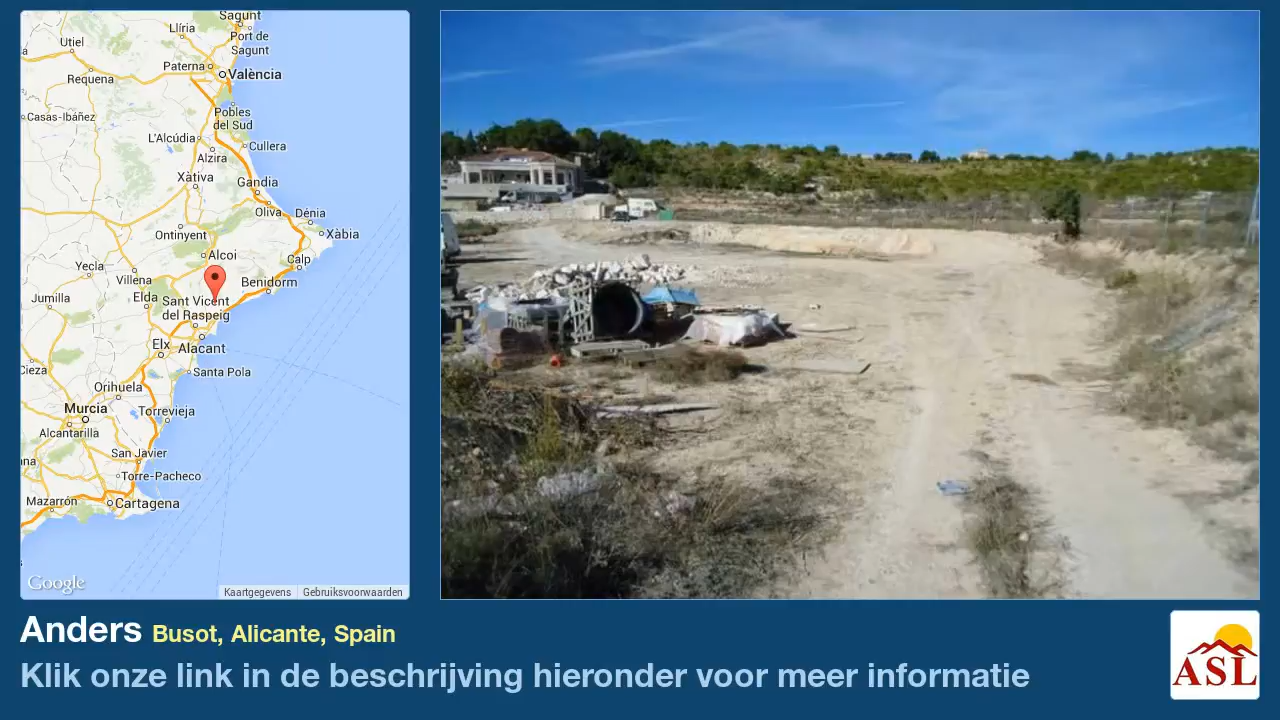 Sagunt
Llíria
Port de
Sagunt
Utiel
Paterna
València
Requena
Casas-Ibáñez
Pobles
del Sud
L'Alcúdia
Cullera
Alzira
Xàtiva
Gandia
Oliva
Dénia
Xàbia
Ontinyent
Alcoi
Calp
Yecla
Villena
Benidorm
Jumilla
Elda
Sant Vicent
del Raspeig
Elx
Alacant
Cieza
Santa Pola
Orihuela
Murcia
Torrevieja
Alcantarilla
San Javier
Torre-Pacheco
Mazarrón
Cartagena
Google
Kaartgegevens
Gebruiksvoorwaarden
Anders Busot, Alicante, Spain
Klik onze link in de beschrijving hieronder voor meer informatie
ASL